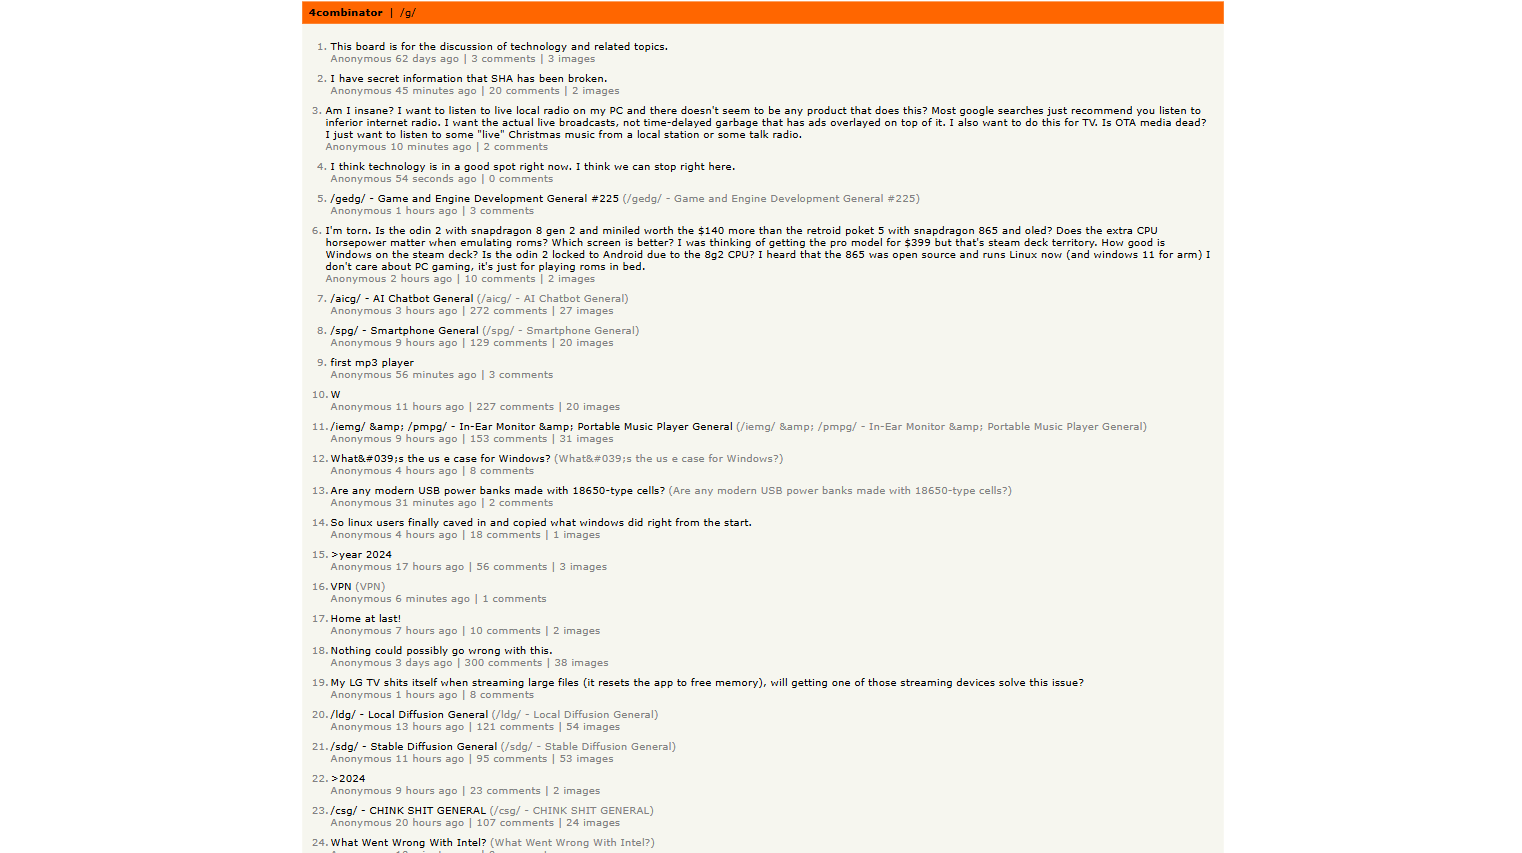 4combinator | /g/
1. This board is for the discussion of technology and related topics.
Anonymous 62 days ago | 3 comments | 3 images
2. I have secret information that SHA has been broken.
Anonymous 45 minutes ago | 20 comments | 2 images
3. Am I insane? I want to listen to live local radio on my PC and there doesn't seem to be any product that does this? Most google searches just recommend you listen to
inferior internet radio. I want the actual live broadcasts, not time-delayed garbage that has ads overlayed on top of it. I also want to do this for TV. Is OTA media dead?
I just want to listen to some "live" Christmas music from a local station or some talk radio.
Anonymous 10 minutes ago | 2 comments
4. I think technology is in a good spot right now. I think we can stop right here.
Anonymous 54 seconds ago | 0 comments
5. /gedg/ - Game and Engine Development General #225 (/gedg/ - Game and Engine Development General #225)
Anonymous 1 hours ago | 3 comments
6. I'm torn. Is the odin 2 with snapdragon 8 gen 2 and miniled worth the $140 more than the retroid poket 5 with snapdragon 865 and oled? Does the extra CPU
horsepower matter when emulating roms? Which screen is better? I was thinking of getting the pro model for $399 but that's steam deck territory. How good is
Windows on the steam deck? Is the odin 2 locked to Android due to the 8g2 CPU? I heard that the 865 was open source and runs Linux now (and windows 11 for arm) I
don't care about PC gaming, it's just for playing roms in bed.
Anonymous 2 hours ago | 10 comments | 2 images
7. /aicg/ - AI Chatbot General (/aicg/ - AI Chatbot General)
Anonymous 3 hours ago | 272 comments | 27 images
8. /spg/ - Smartphone General (/spg/ - Smartphone General)
Anonymous 9 hours ago | 129 comments | 20 images
9. first mp3 player
Anonymous 56 minutes ago | 3 comments
10. W
Anonymous 11 hours ago | 227 comments | 20 images
11. /iemg/ &amp; /pmpg/ - In-Ear Monitor &amp; Portable Music Player General (/iemg/ &amp; /pmpg/ - In-Ear Monitor &amp; Portable Music Player General)
Anonymous 9 hours ago | 153 comments | 31 images
12. What&#039;s the us e case for Windows? (What&#039;s the us e case for Windows?)
Anonymous 4 hours ago | 8 comments
13. Are any modern USB power banks made with 18650-type cells? (Are any modern USB power banks made with 18650-type cells?)
Anonymous 31 minutes ago | 2 comments
14. So linux users finally caved in and copied what windows did right from the start.
Anonymous 4 hours ago | 18 comments | 1 images
15. >year 2024
Anonymous 17 hours ago | 56 comments | 3 images
16. VPN (VPN)
Anonymous 6 minutes ago | 1 comments
17. Home at last!
Anonymous 7 hours ago | 10 comments | 2 images
18. Nothing could possibly go wrong with this.
Anonymous 3 days ago | 300 comments | 38 images
19. My LG TV shits itself when streaming large files (it resets the app to free memory), will getting one of those streaming devices solve this issue?
Anonymous 1 hours ago | 8 comments
20. /ldg/ - Local Diffusion General (/ldg/ - Local Diffusion General)
Anonymous 13 hours ago | 121 comments | 54 images
21. /sdg/ - Stable Diffusion General (/sdg/ - Stable Diffusion General)
Anonymous 11 hours ago | 95 comments | 53 images
22. >2024
Anonymous 9 hours ago | 23 comments | 2 images
23. /csg/ - CHINK SHIT GENERAL (/csg/ - CHINK SHIT GENERAL)
Anonymous 20 hours ago | 107 comments | 24 images
24. What Went Wrong With Intel? (What Went Wrong With Intel?)